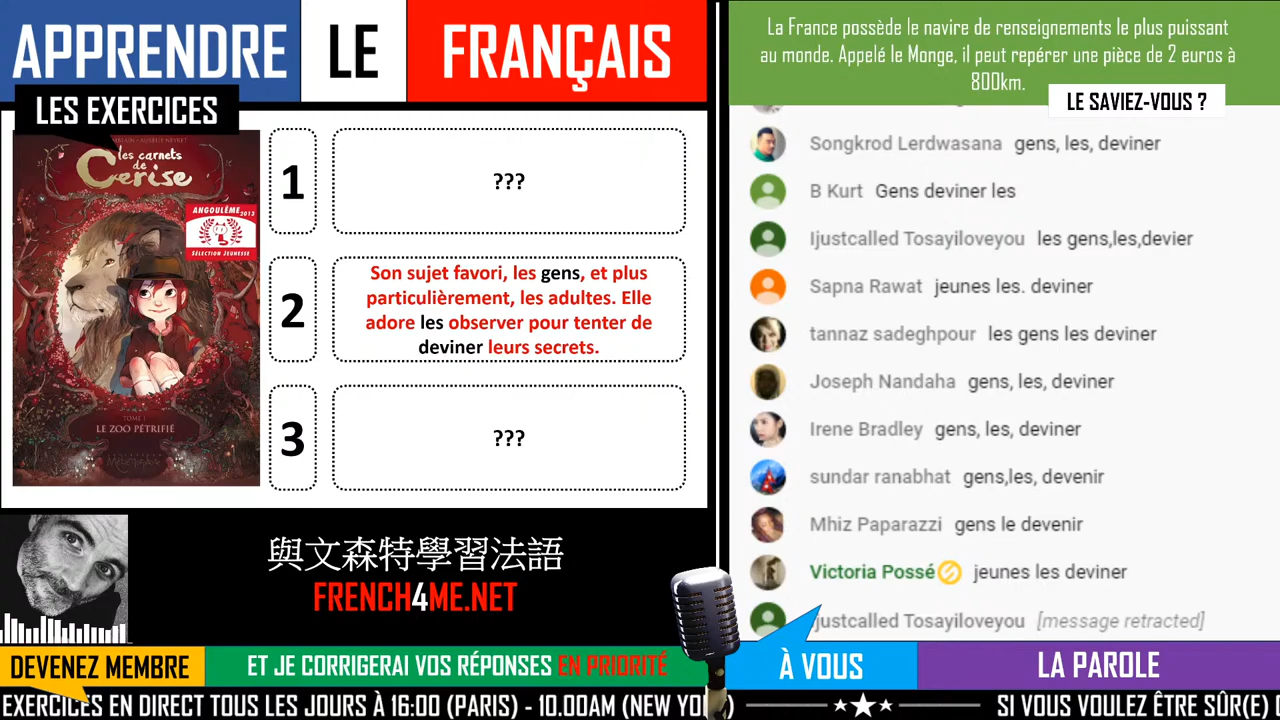 APPRENDRE LE FRANÇAIS
LES EXERCICES
les carnets
de
Cerise
ANGOULÊME 2013
SÉLECTION JEUNESSE
TOME 1
LE ZOO PÉTRIFIÉ
1
???
2
Son sujet favori, les gens, et plus
particulièrement, les adultes. Elle
adore les observer pour tenter de
deviner leurs secrets.
3
???
與文森特學習法語
FRENCH4ME.NET
DEVENEZ MEMBRE
ET JE CORRIGERAI VOS RÉPONSES EN PRIORITÉ
La France possède le navire de renseignements le plus puissant
au monde. Appelé le Monge, il peut repérer une pièce de 2 euros à
800km.
LE SAVIEZ-VOUS ?
Songkrod Lerdwasana gens, les, deviner
B Kurt Gens deviner les
Ijustcalled Tosayiloveyou les gens,les,devier
Sapna Rawat jeunes les. deviner
tannaz sadeghpour les gens les deviner
Joseph Nandaha gens, les, deviner
Irene Bradley gens, les, deviner
sundar ranabhat gens,les, devenir
Mhiz Paparazzi gens le devenir
Victoria Possé jeunes les deviner
justcalled Tosayiloveyou [message retracted]
À VOUS
LA PAROLE
EXERCICES EN DIRECT TOUS LES JOURS À 16:00 (PARIS) - 10.00AM (NEW YO
SI VOUS VOULEZ ÊTRE SÛR(E)